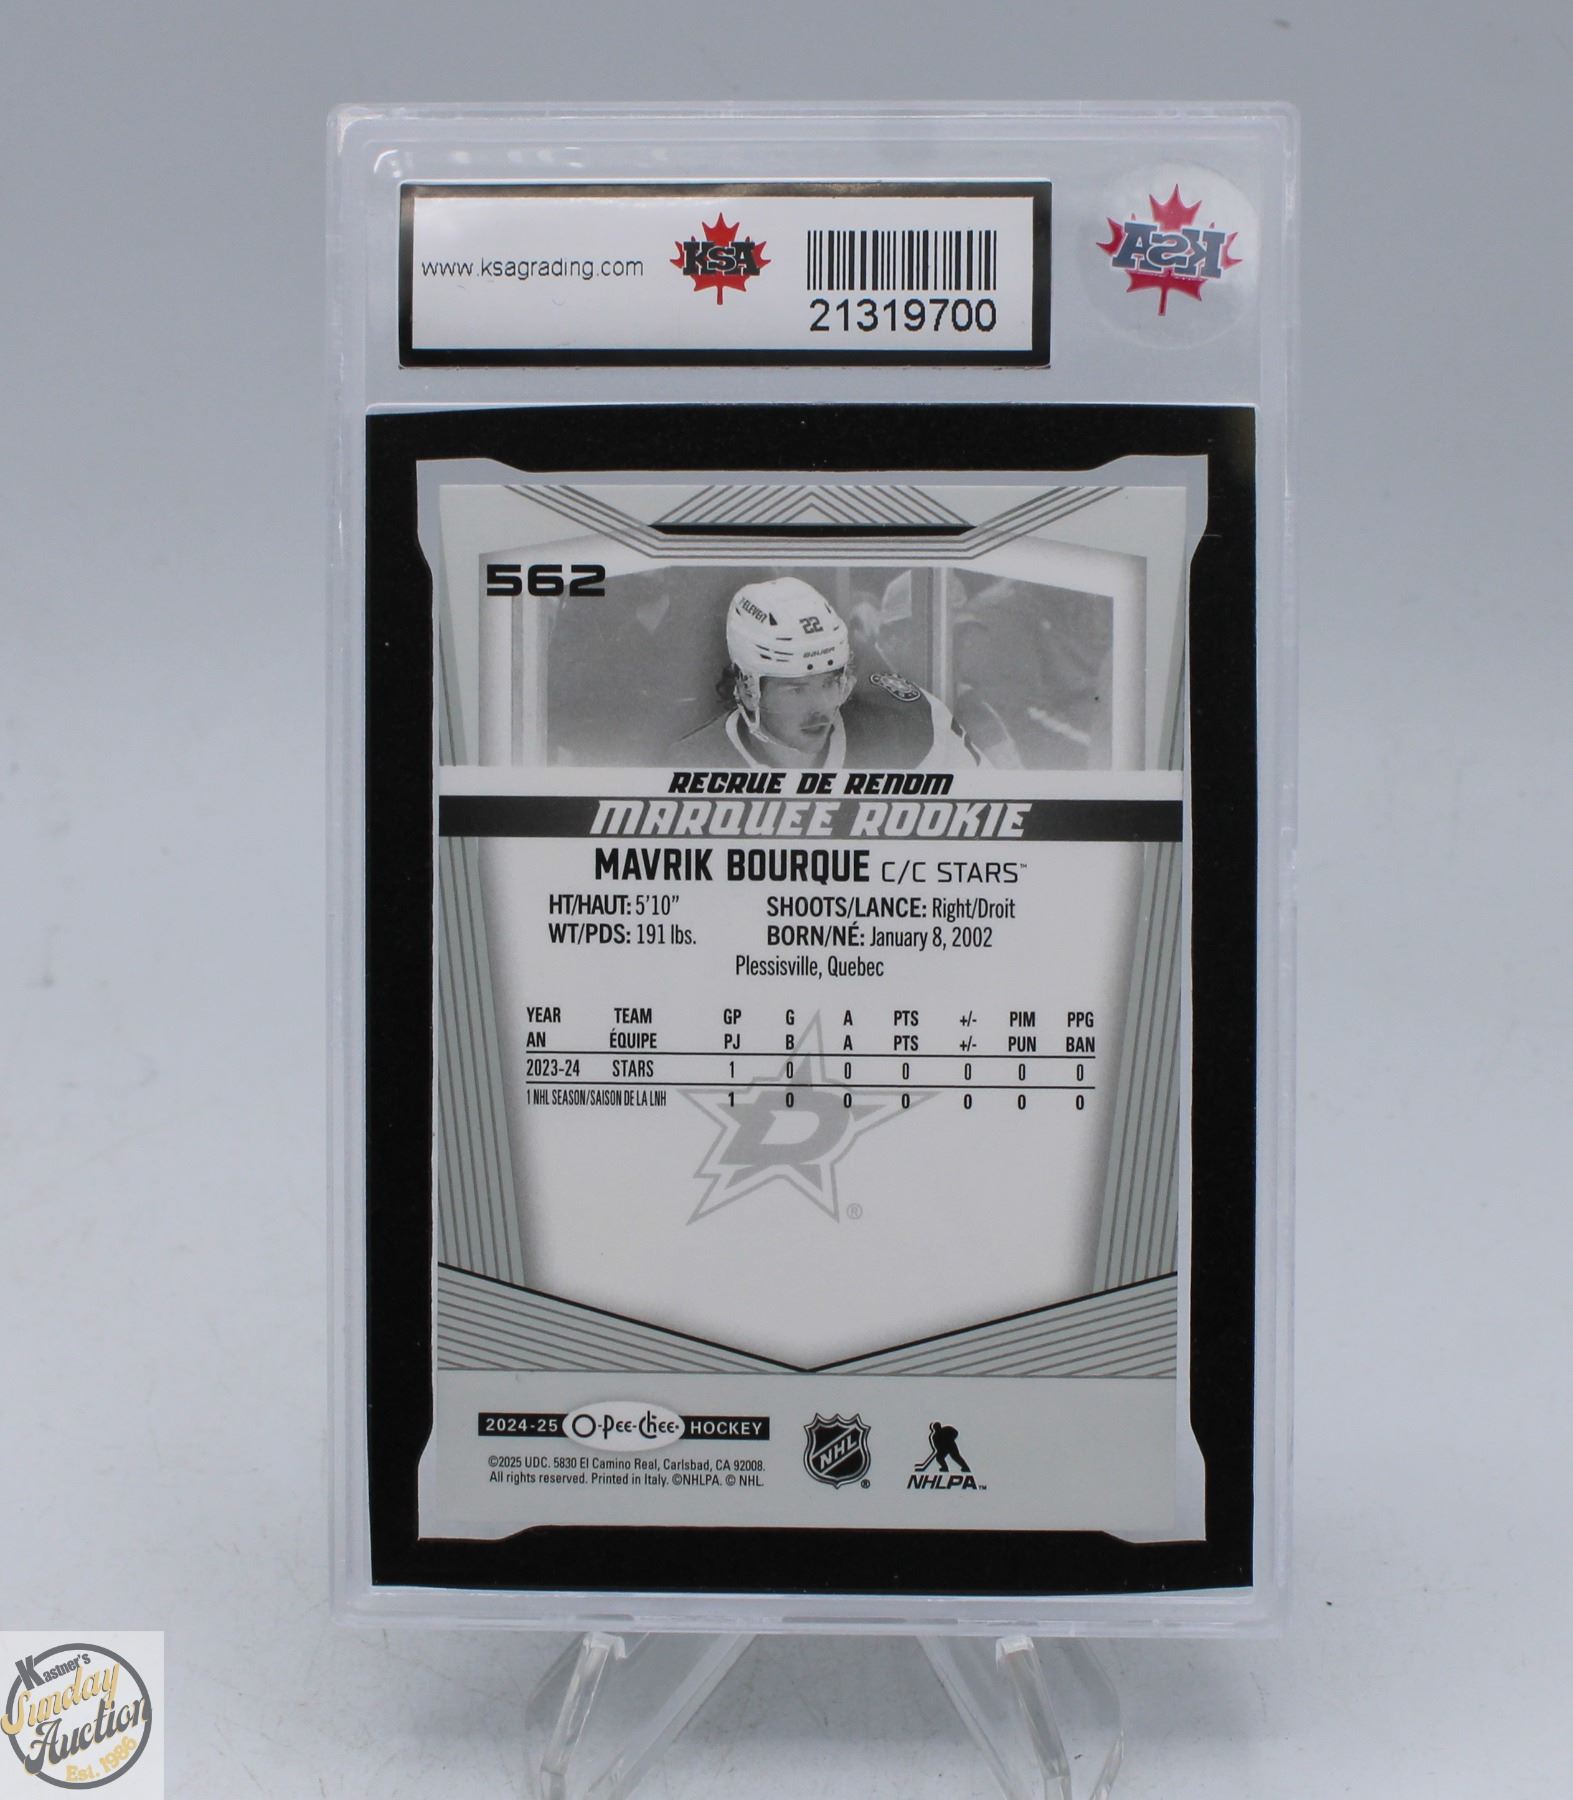 www.ksagrading.com
KSA
21319700
KSA
562
7-ELEVEN
22
BAUER
RECRUE DE RENOM
MARQUEE ROOKIE
MAVRIK BOURQUE C/C STARS™
HT/HAUT: 5'10" SHOOTS/LANCE: Right/Droit
WT/PDS: 191 lbs. BORN/NÉ: January 8, 2002
Plessisville, Quebec
YEAR TEAM GP G A PTS +/- PIM PPG
AN ÉQUIPE PJ B A PTS +/- PUN BAN
2023-24 STARS 1 0 0 0 0 0 0
1 NHL SEASON/SAISON DE LA LNH 1 0 0 0 0 0 0
D
®
2024-25 O-Pee-Chee HOCKEY
©2025 UDC. 5830 El Camino Real, Carlsbad, CA 92008.
All rights reserved. Printed in Italy. ©NHLPA. © NHL.
NHL ®
NHLPA™
Kastner's
Sunday
Auction
Est. 1986